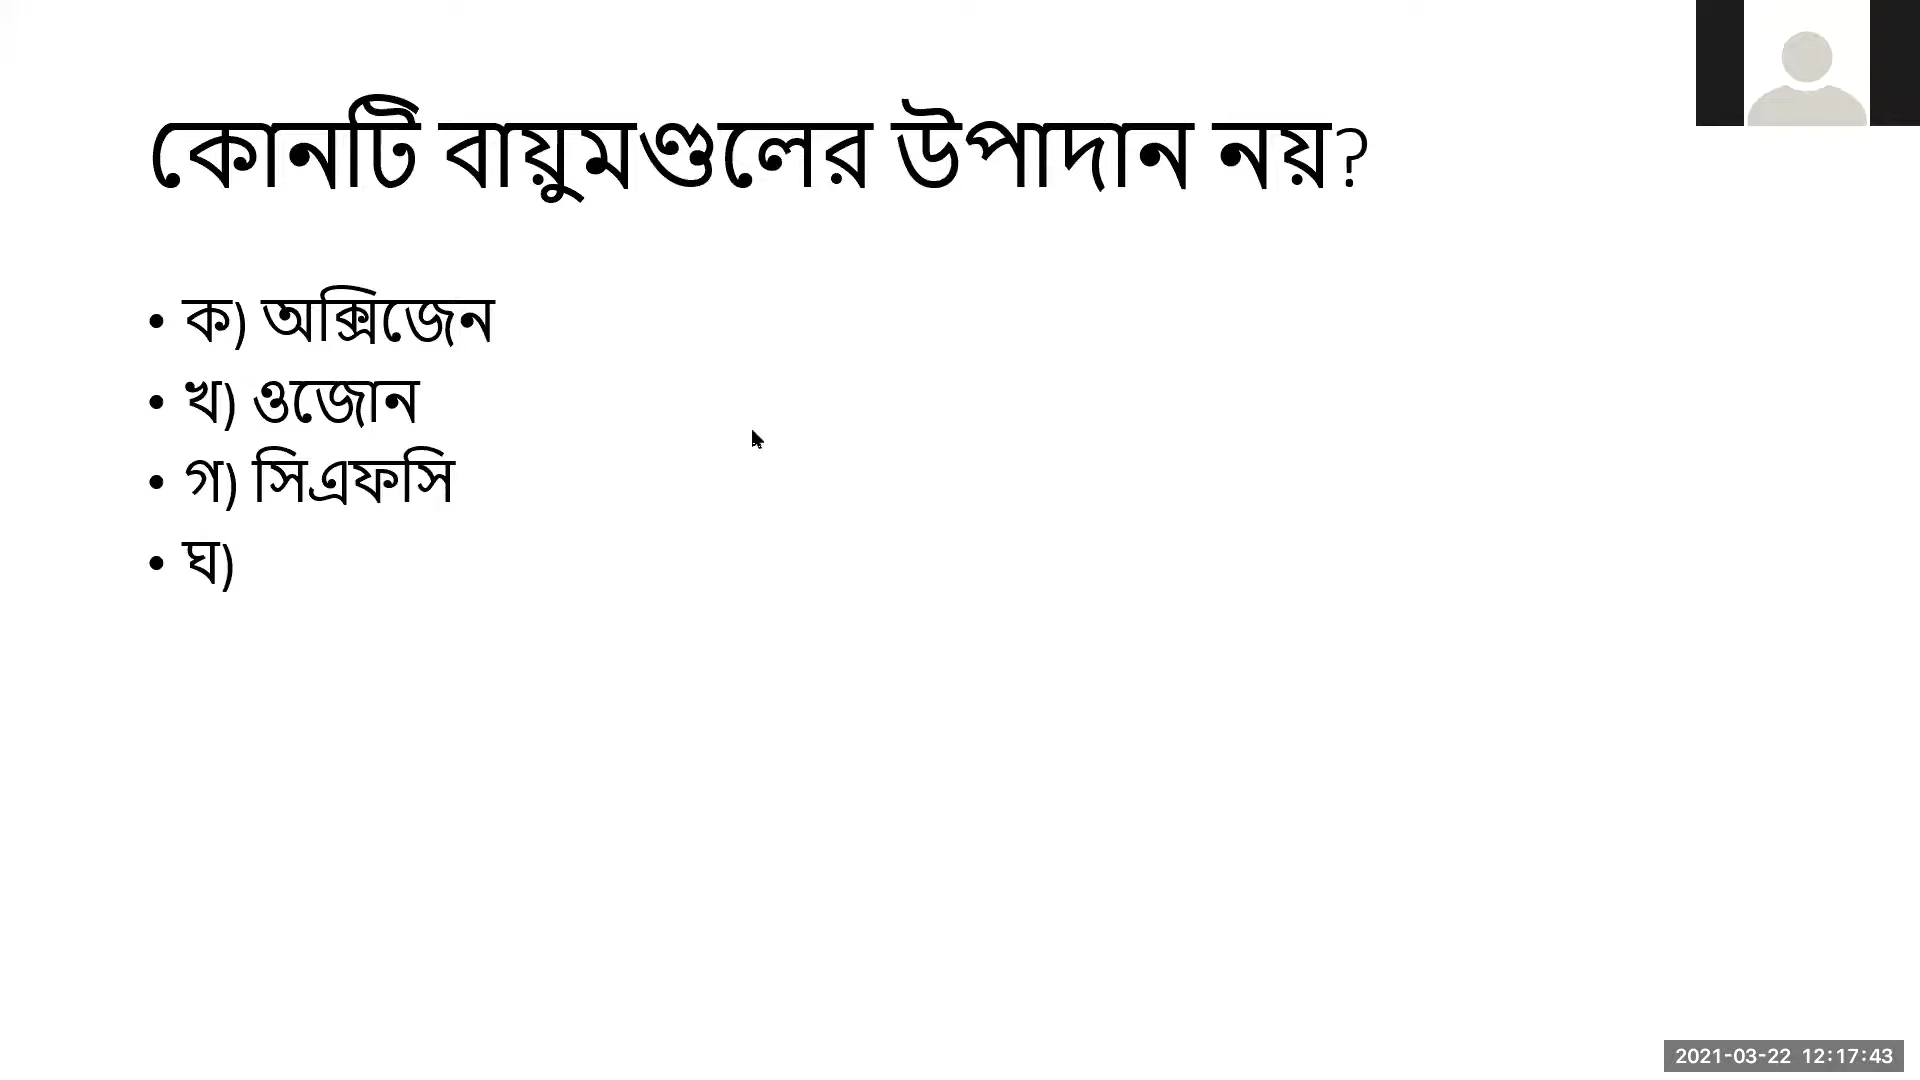 কোনটি বায়ুমণ্ডলের উপাদান নয়?
• ক) অক্সিজেন
• খ) ওজোন
• গ) সিএফসি
• ঘ)
2021-03-22 12:17:43